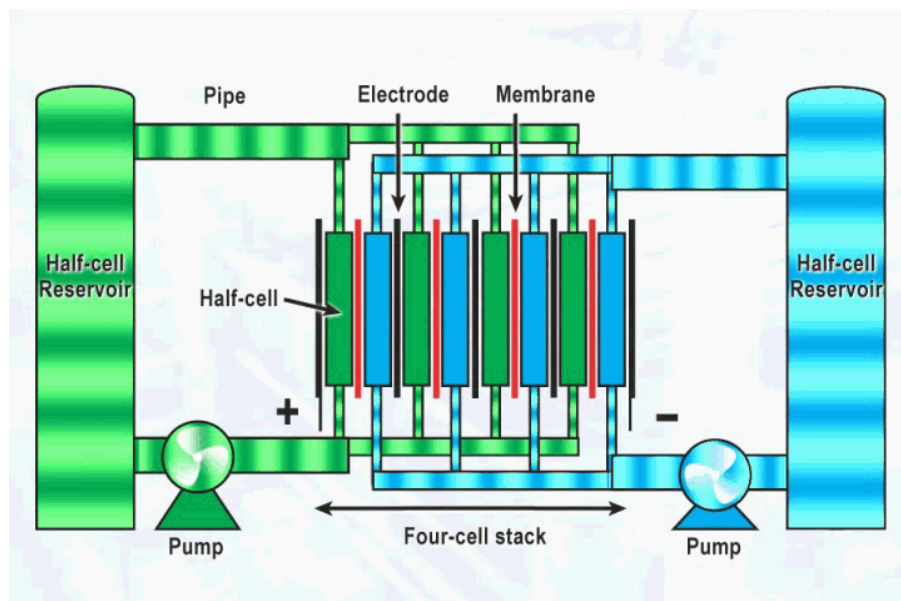 Pipe
Electrode
Membrane
Half-cell
Reservoir
Half-cell
Reservoir
Half-cell
+
-
Four-cell stack
Pump
Pump